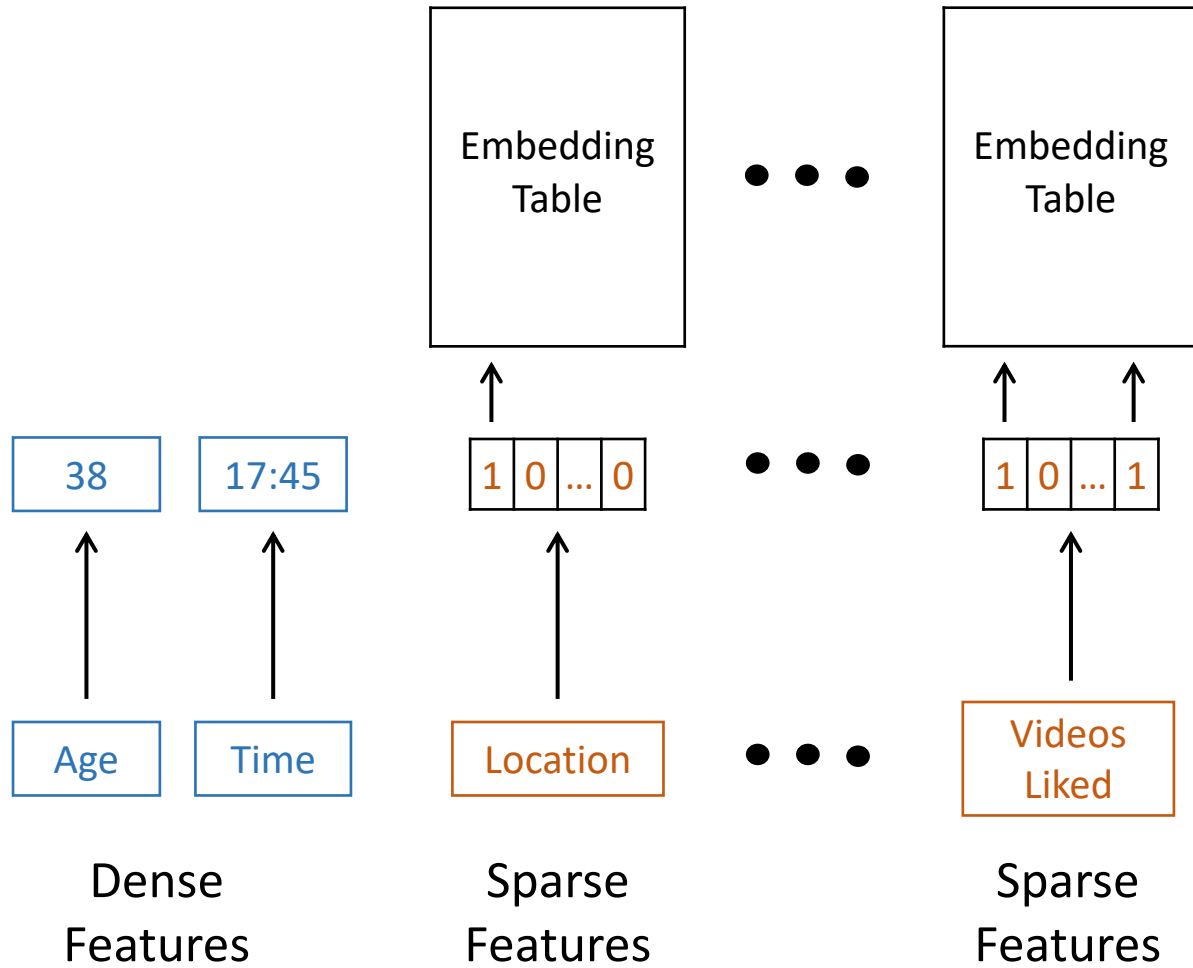 Embedding
Table
Embedding
Table
38
17:45
1 0 ... 0
1 0 ... 1
Age
Time
Location
Videos
Liked
Dense
Features
Sparse
Features
Sparse
Features